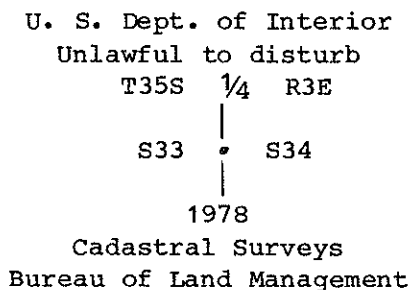 U. S. Dept. of Interior
Unlawful to disturb
T35S ¼ R3E
S33 S34
1978
Cadastral Surveys
Bureau of Land Management